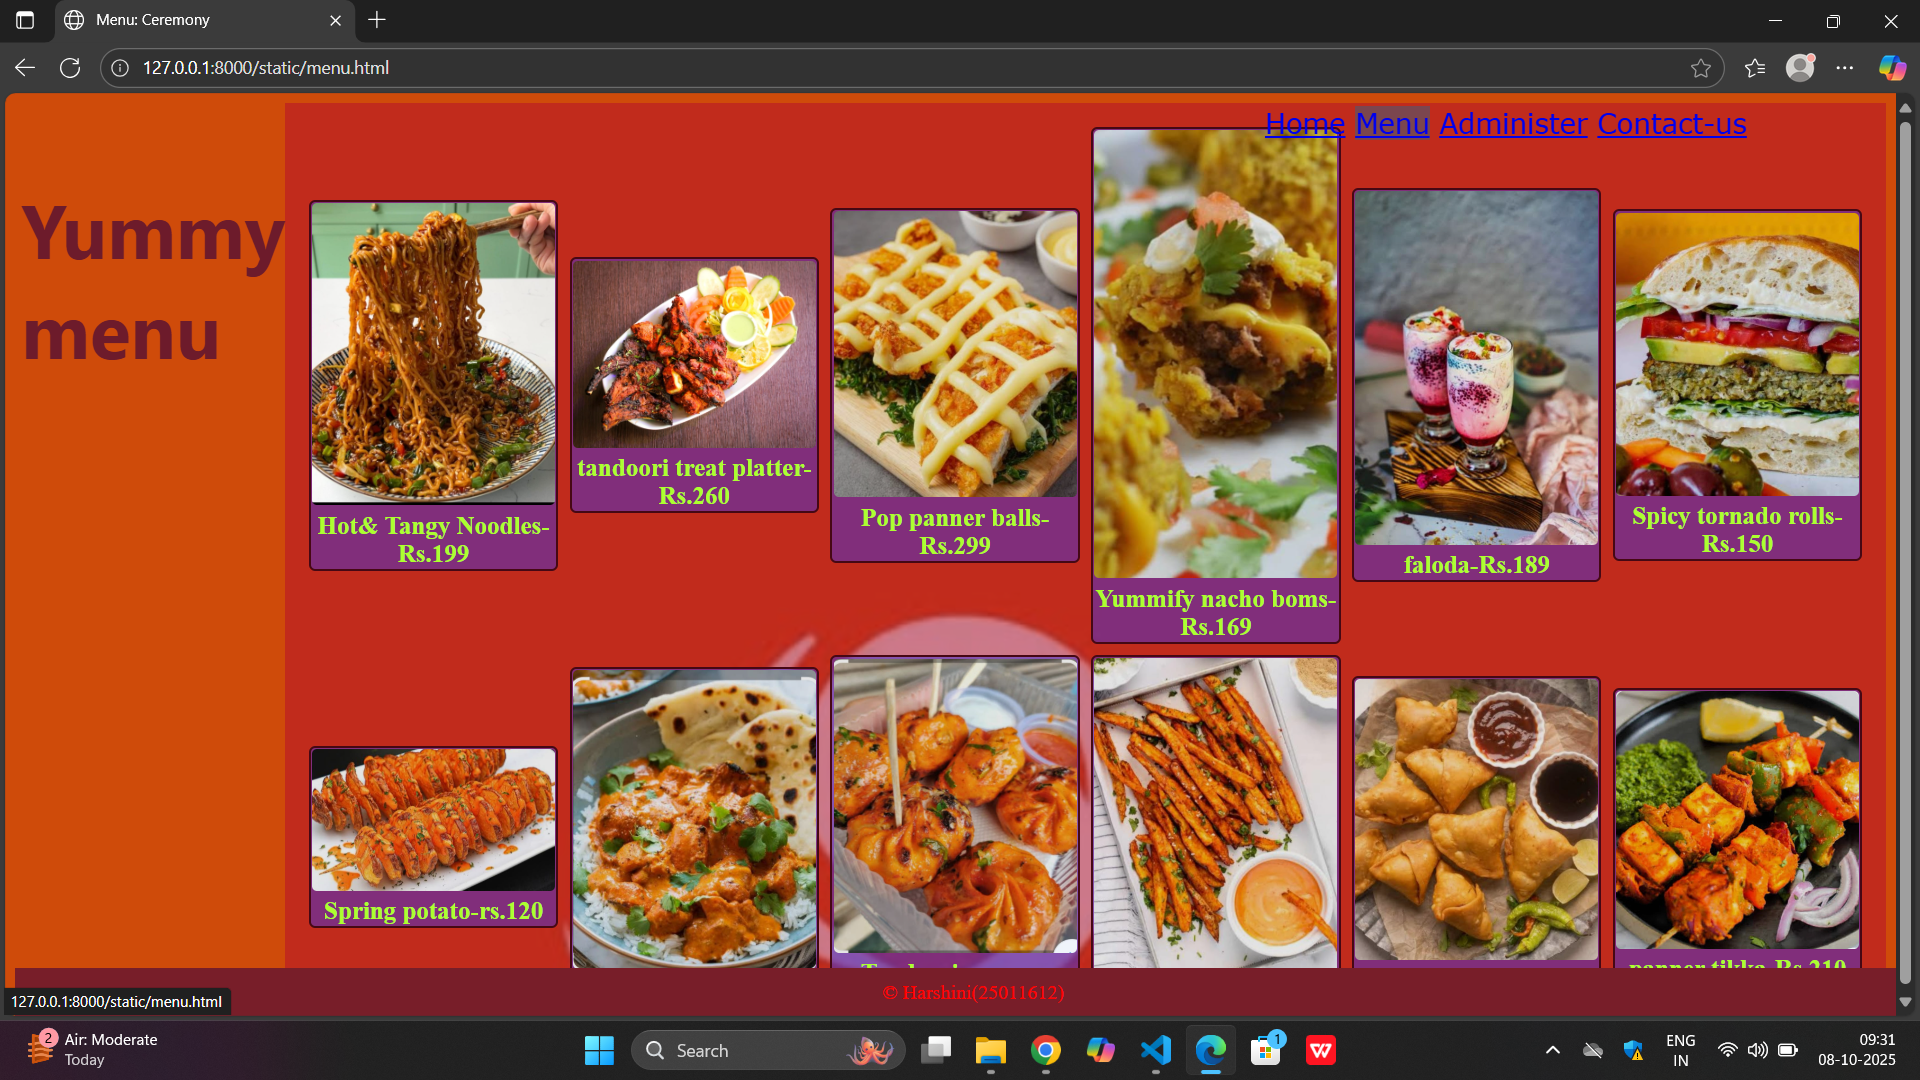 Menu: Ceremony
127.0.0.1:8000/static/menu.html
Home Menu Administer Contact-us
Yummy
menu
Hot& Tangy Noodles-
Rs.199
tandoori treat platter-
Rs.260
Pop panner balls-
Rs.299
Yummify nacho boms-
Rs.169
faloda-Rs.189
Spicy tornado rolls-
Rs.150
Spring potato-rs.120
panner tikka-Rs.210
© Harshini(25011612)
127.0.0.1:8000/static/menu.html
2
Air: Moderate
Today
Search
1
W
ENG
IN
09:31
08-10-2025